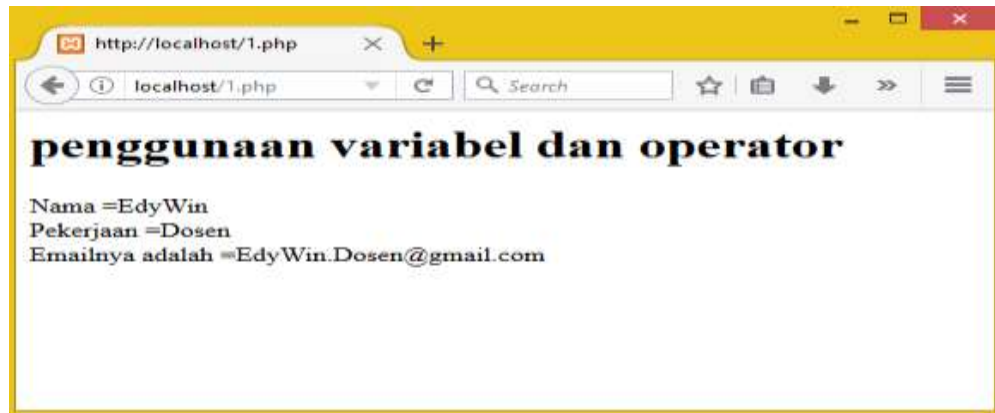 http://localhost/1.php
localhost/1.php
Search
penggunaan variabel dan operator
Nama =EdyWin
Pekerjaan =Dosen
Emailnya adalah =EdyWin.Dosen@gmail.com